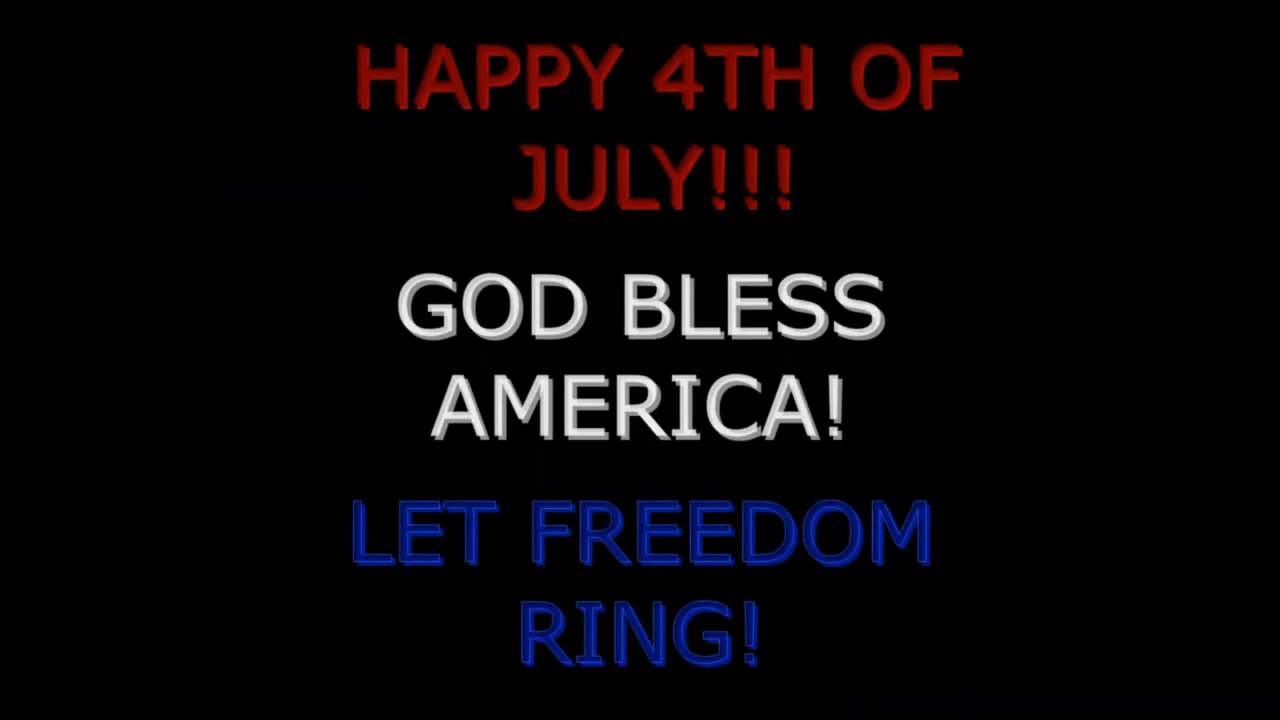 HAPPY 4TH OF
JULY!!!
GOD BLESS
AMERICA!
LET FREEDOM
RING!